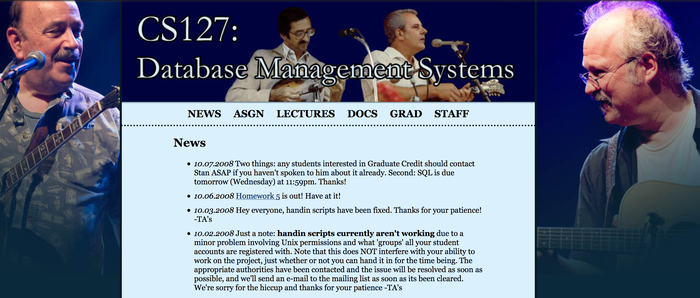 CS127:
Database Management Systems
NEWS ASGN LECTURES DOCS GRAD STAFF
News
• 10.07.2008 Two things: any students interested in Graduate Credit should contact
Stan ASAP if you haven't spoken to him about it already. Second: SQL is due
tomorrow (Wednesday) at 11:59pm. Thanks!
• 10.06.2008 Homework 5 is out! Have at it!
• 10.03.2008 Hey everyone, handin scripts have been fixed. Thanks for your patience!
-TA's
• 10.02.2008 Just a note: handin scripts currently aren't working due to a
minor problem involving Unix permissions and what 'groups' all your student
accounts are registered with. Note that this does NOT interfere with your ability to
work on the project, just whether or not you can hand it in for the time being. The
appropriate authorities have been contacted and the issue will be resolved as soon as
possible, and we'll send an e-mail to the mailing list as soon as its been cleared.
We're sorry for the hiccup and thanks for your patience -TA's